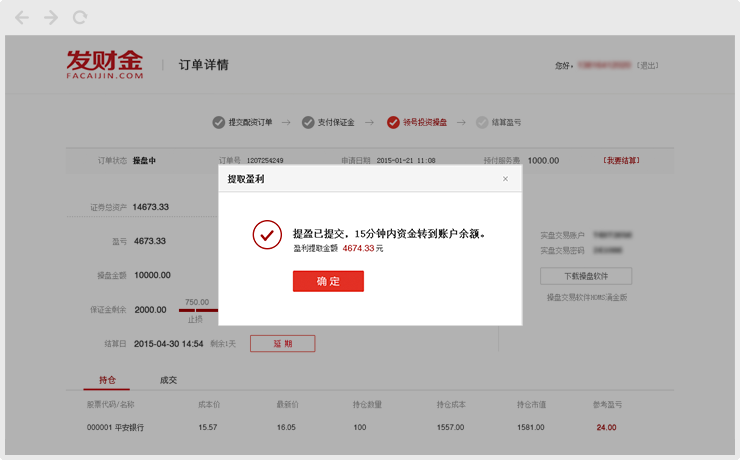 发财金
FACAIJIN.COM
订单详情
您好，
[退出]
提交配资订单
支付保证金
领号投资操盘
结算盈亏
订单状态 操盘中 订单号 1207254249 申请日期 2015-01-21 11:08 待付服务费 1000.00 [我要结算]
提取盈利 ×
提盈已提交，15分钟内资金转到账户余额。
盈利提取金额 4674.33 元
确 定
证券总资产 14673.33
盈亏 4673.33
操盘金额 10000.00
保证金剩余 2000.00
750.00
止损
结算日 2015-04-30 14:54 剩余1天 延 期
实盘交易账户
实盘交易密码
下载操盘软件
操盘交易软件HOMS涌金版
持仓 成交
股票代码/名称 成本价 最新价 持仓数量 持仓成本 持仓市值 参考盈亏
000001 平安银行 15.57 16.05 100 1557.00 1581.00 24.00